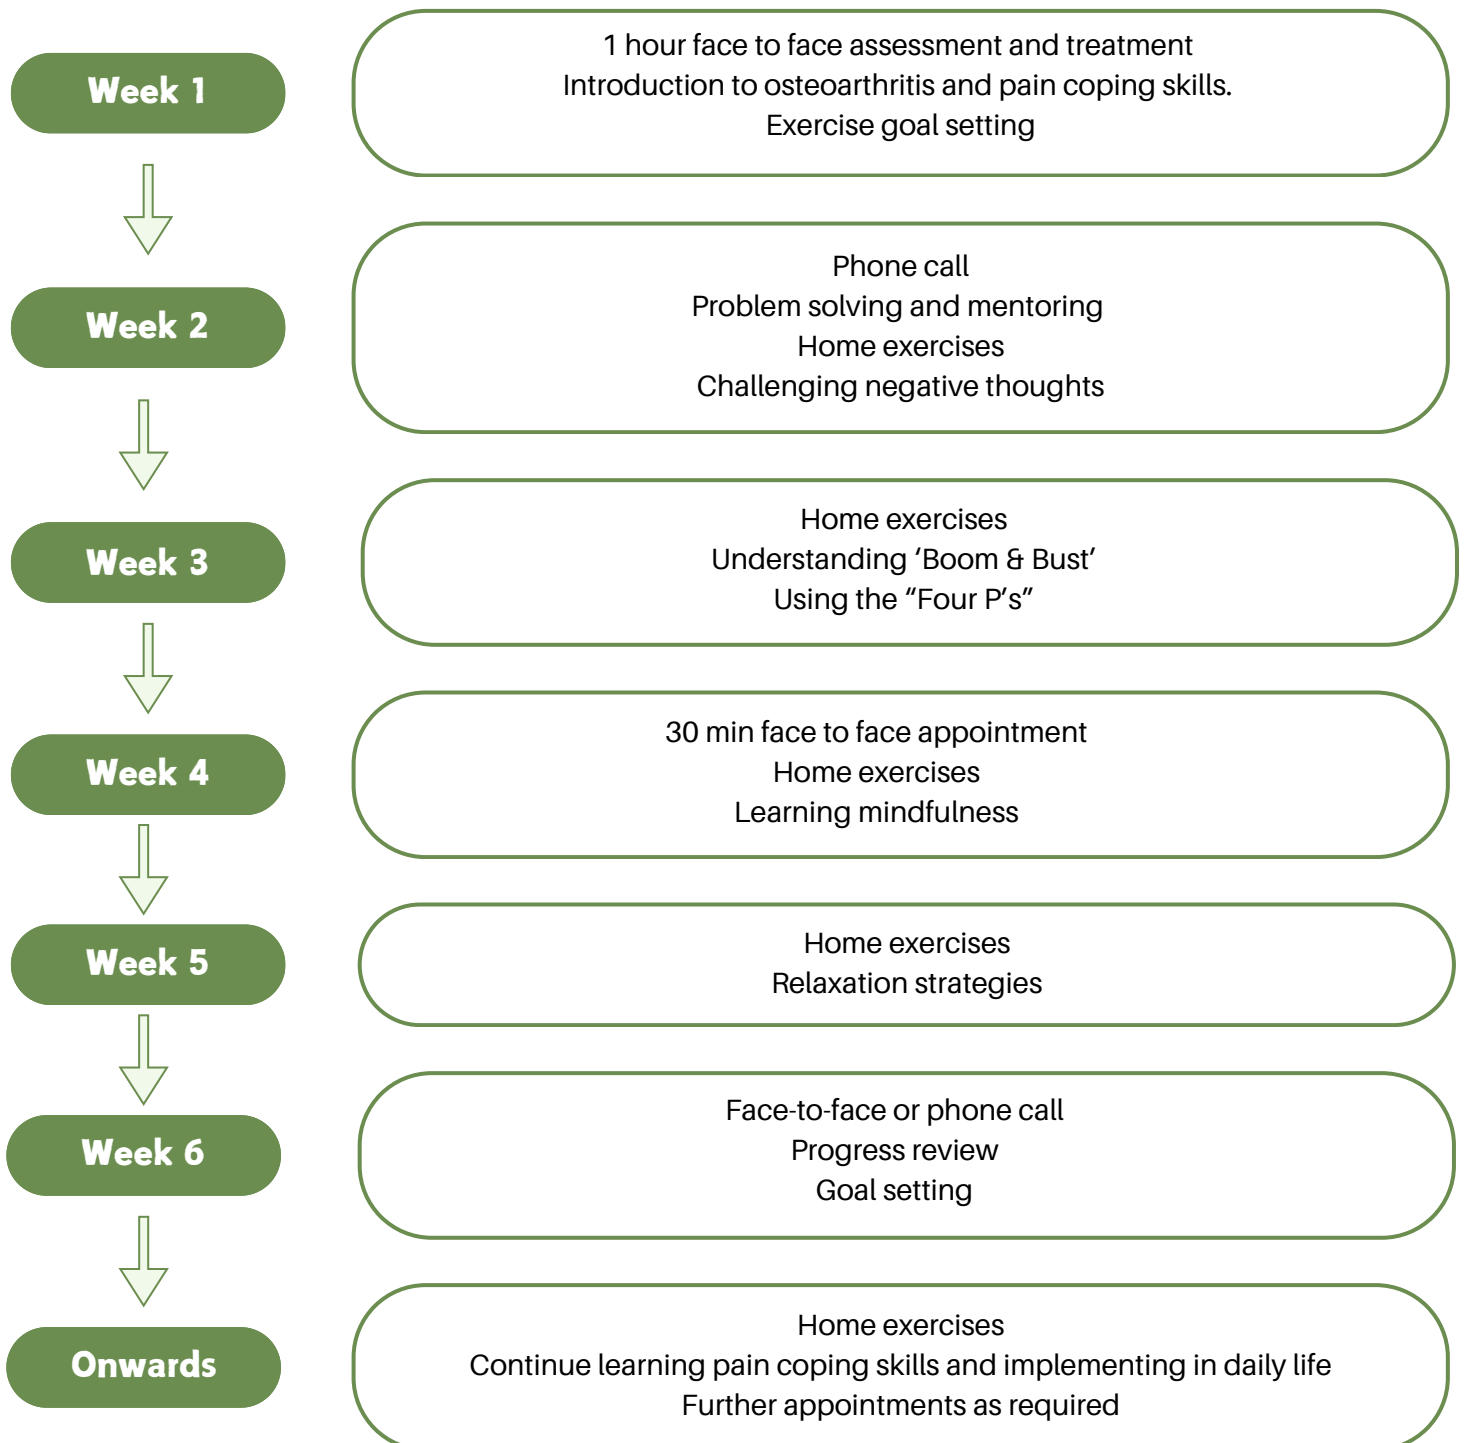 Week 1
1 hour face to face assessment and treatment
Introduction to osteoarthritis and pain coping skills.
Exercise goal setting
Week 2
Phone call
Problem solving and mentoring
Home exercises
Challenging negative thoughts
Week 3
Home exercises
Understanding ‘Boom & Bust’
Using the “Four P’s”
Week 4
30 min face to face appointment
Home exercises
Learning mindfulness
Week 5
Home exercises
Relaxation strategies
Week 6
Face-to-face or phone call
Progress review
Goal setting
Onwards
Home exercises
Continue learning pain coping skills and implementing in daily life
Further appointments as required